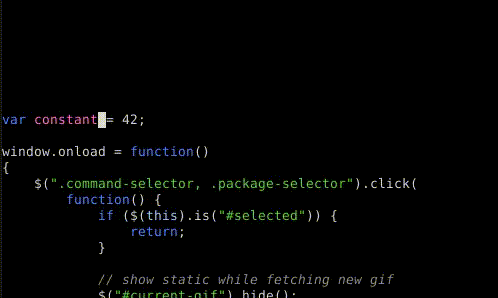 var constant = 42;
window.onload = function()
{
    $(".command-selector, .package-selector").click(
        function() {
            if ($(this).is("#selected")) {
                return;
            }
            // show static while fetching new gif
            $("#current-gif").hide();